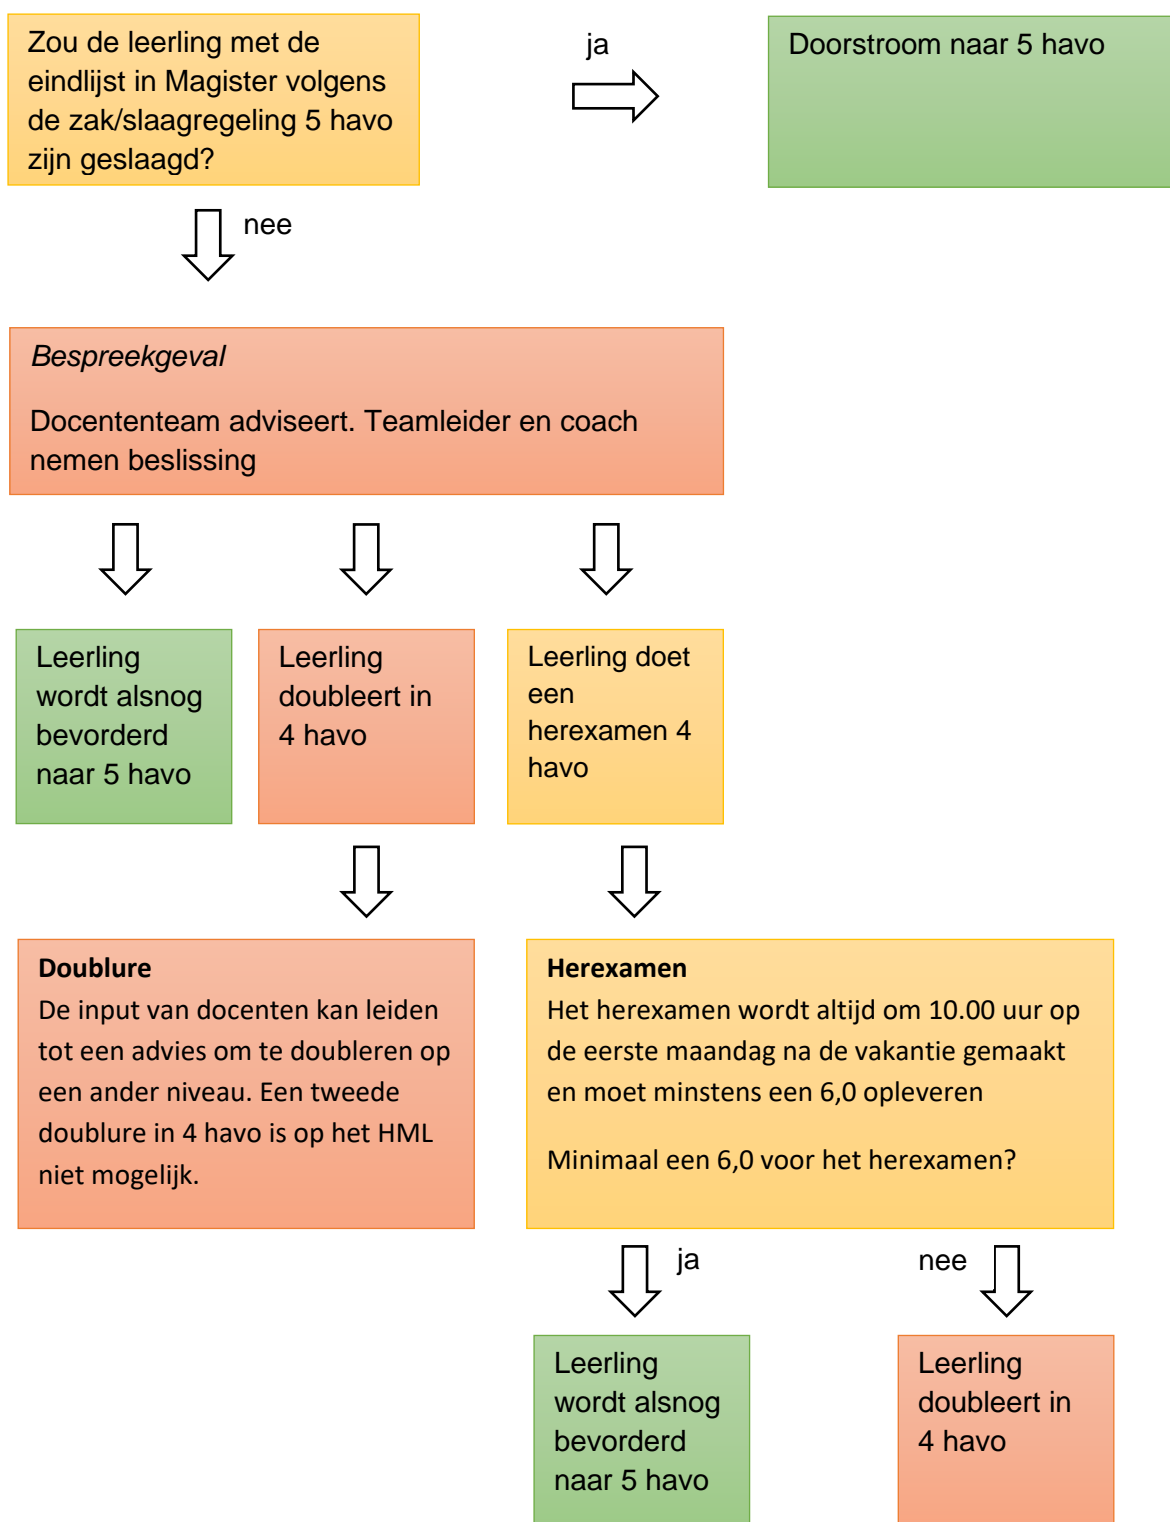 Zou de leerling met de
eindlijst in Magister volgens
de zak/slaagregeling 5 havo
zijn geslaagd?
ja
Doorstroom naar 5 havo
nee
Bespreekgeval
Docententeam adviseert. Teamleider en coach
nemen beslissing
Leerling
wordt alsnog
bevorderd
naar 5 havo
Leerling
doubleert in
4 havo
Leerling doet
een
herexamen 4
havo
Doublure
De input van docenten kan leiden
tot een advies om te doubleren op
een ander niveau. Een tweede
doublure in 4 havo is op het HML
niet mogelijk.
Herexamen
Het herexamen wordt altijd om 10.00 uur op
de eerste maandag na de vakantie gemaakt
en moet minstens een 6,0 opleveren
Minimaal een 6,0 voor het herexamen?
ja
nee
Leerling
wordt alsnog
bevorderd
naar 5 havo
Leerling
doubleert in
4 havo